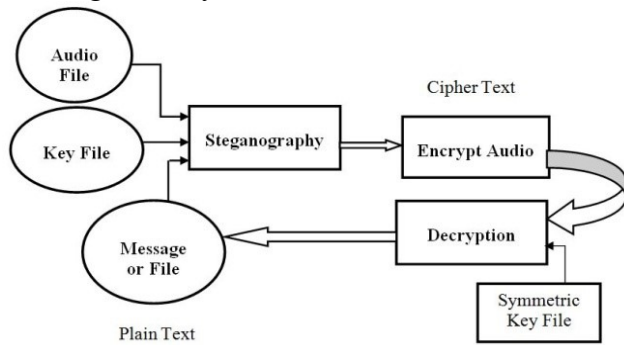 Audio
File
Cipher Text
Key File
Steganography
Encrypt Audio
Message
or File
Decryption
Plain Text
Symmetric
Key File